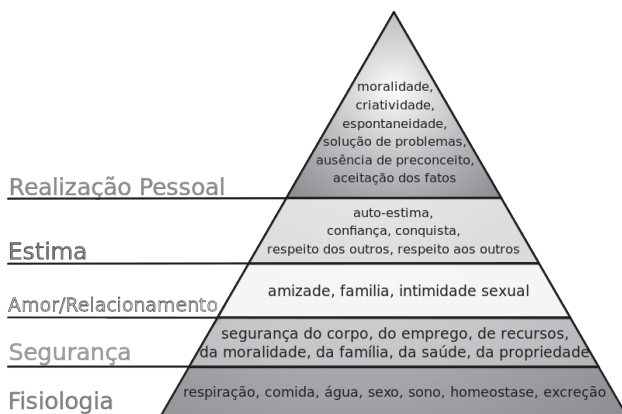 moralidade,
criatividade,
espontaneidade,
solução de problemas,
ausência de preconceito,
aceitação dos fatos
Realização Pessoal
auto-estima,
confiança, conquista,
respeito dos outros, respeito aos outros
Estima
amizade, familia, intimidade sexual
Amor/Relacionamento
segurança do corpo, do emprego, de recursos,
da moralidade, da família, da saúde, da propriedade
Segurança
respiração, comida, água, sexo, sono, homeostase, excreção
Fisiologia